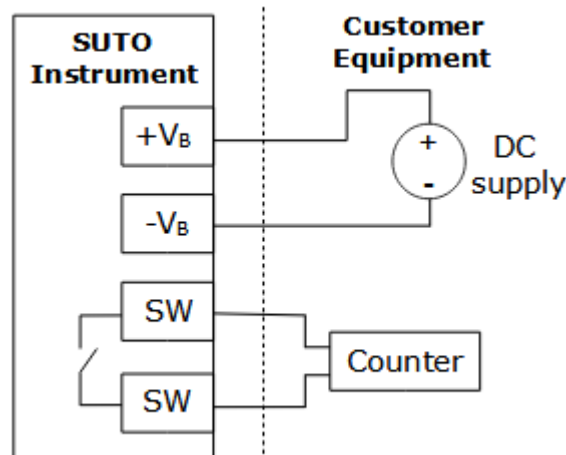 SUTO
Instrument
Customer
Equipment
+VB
-VB
SW
SW
+
-
DC
supply
Counter